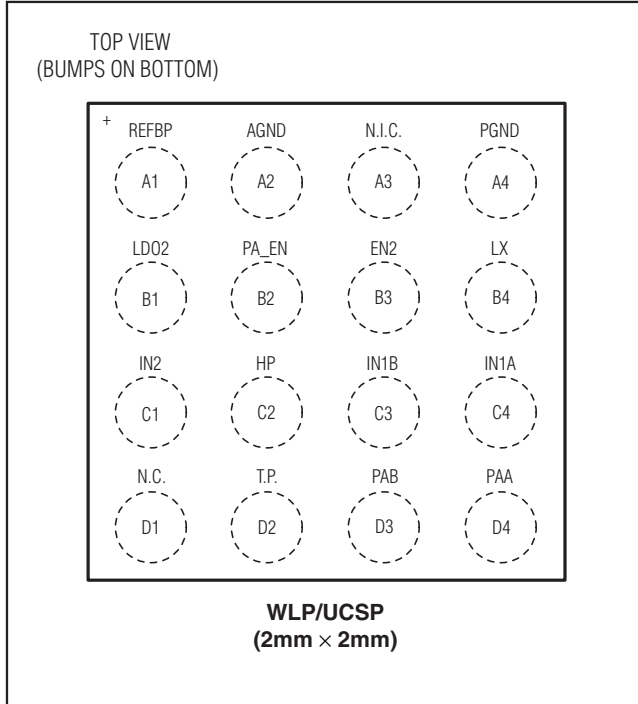 TOP VIEW
(BUMPS ON BOTTOM)
+ REFBP AGND N.I.C. PGND
A1 A2 A3 A4
LDO2 PA_EN EN2 LX
B1 B2 B3 B4
IN2 HP IN1B IN1A
C1 C2 C3 C4
N.C. T.P. PAB PAA
D1 D2 D3 D4
WLP/UCSP
(2mm × 2mm)